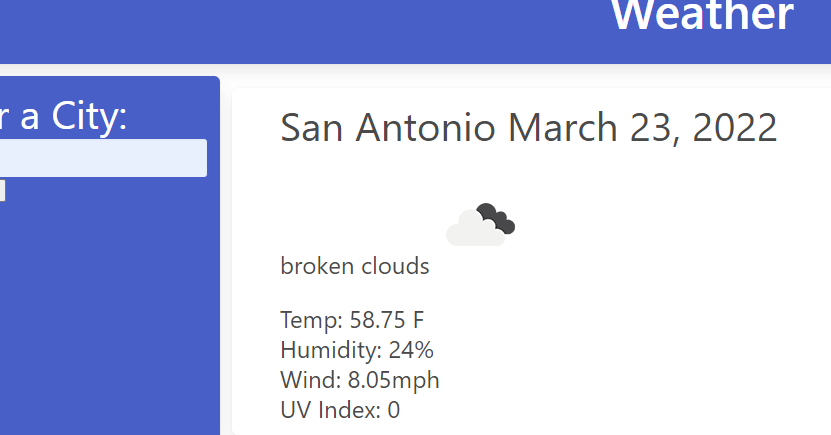 Weather
r a City:
San Antonio March 23, 2022
broken clouds
Temp: 58.75 F
Humidity: 24%
Wind: 8.05mph
UV Index: 0